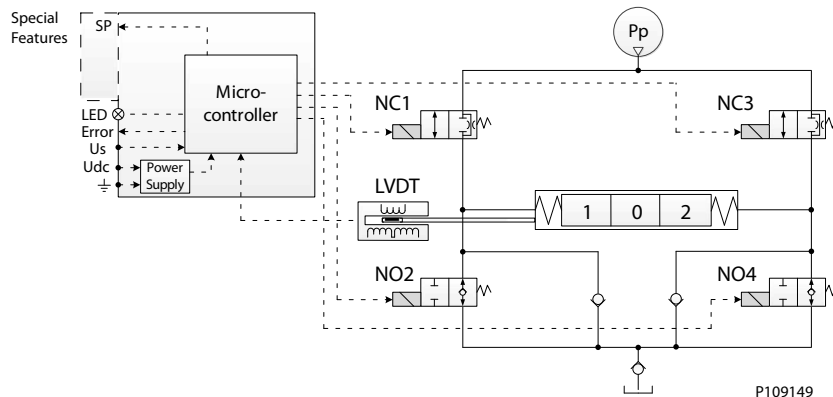 Special
Features
SP
Pp
Micro-
controller
NC1
NC3
LED
Error
Us
Udc
Power
Supply
LVDT
1 0 2
NO2
NO4
P109149